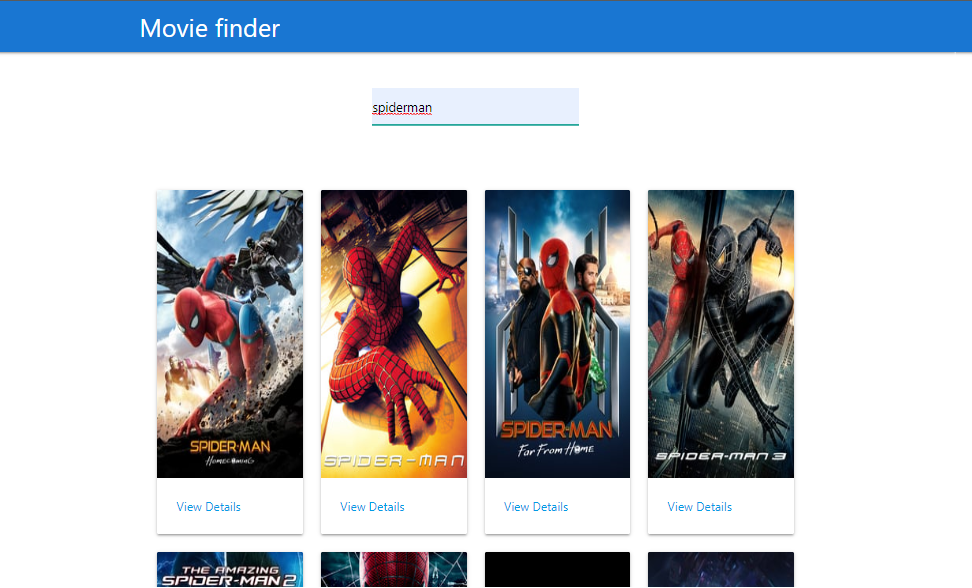 Movie finder
spiderman
SPIDER-MAN
HOMECOMING
SPIDER-MAN
SPIDER-MAN
Far From Home
SPIDER-MAN 3
View Details
View Details
View Details
View Details
THE AMAZING
SPIDER-MAN 2